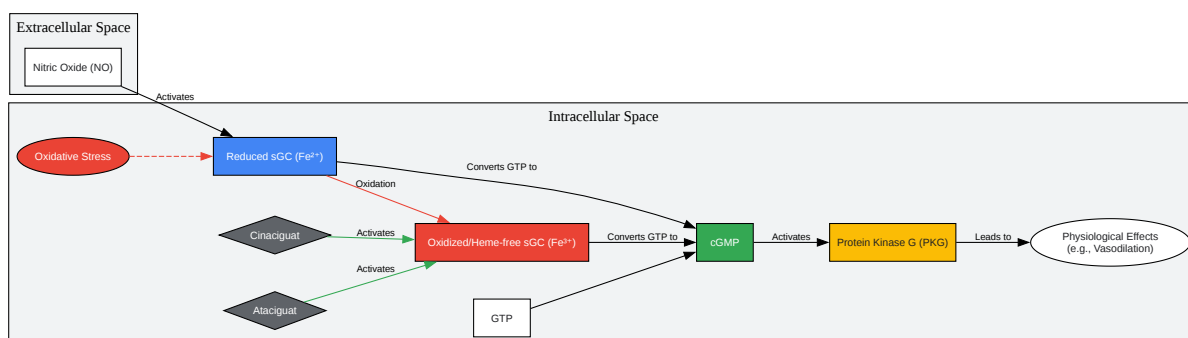 Extracellular Space
Nitric Oxide (NO)
Activates
Intracellular Space
Oxidative Stress
Reduced sGC (Fe²⁺)
Converts GTP to
Oxidation
Cinaciguat
Activates
Oxidized/Heme-free sGC (Fe³⁺)
Converts GTP to
cGMP
Activates
Protein Kinase G (PKG)
Leads to
Physiological Effects
(e.g., Vasodilation)
Activates
Ataciguat
GTP